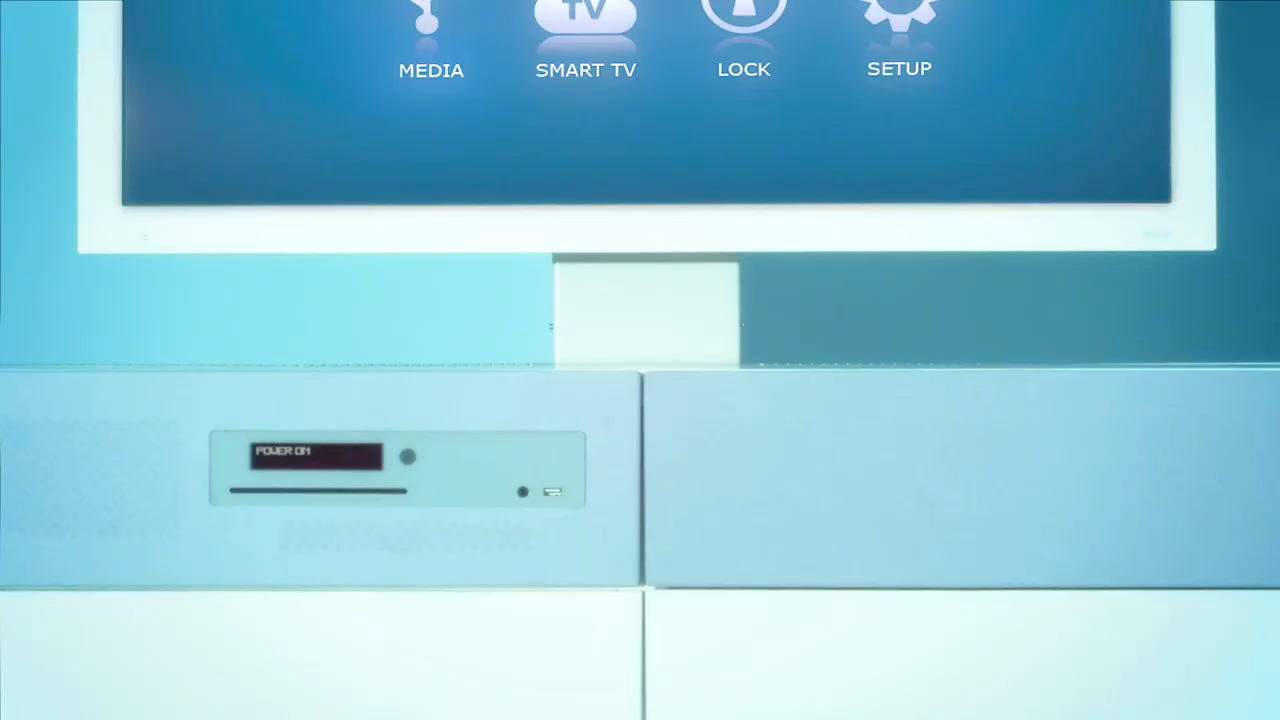 TV
MEDIA
SMART TV
LOCK
SETUP
POWER ON